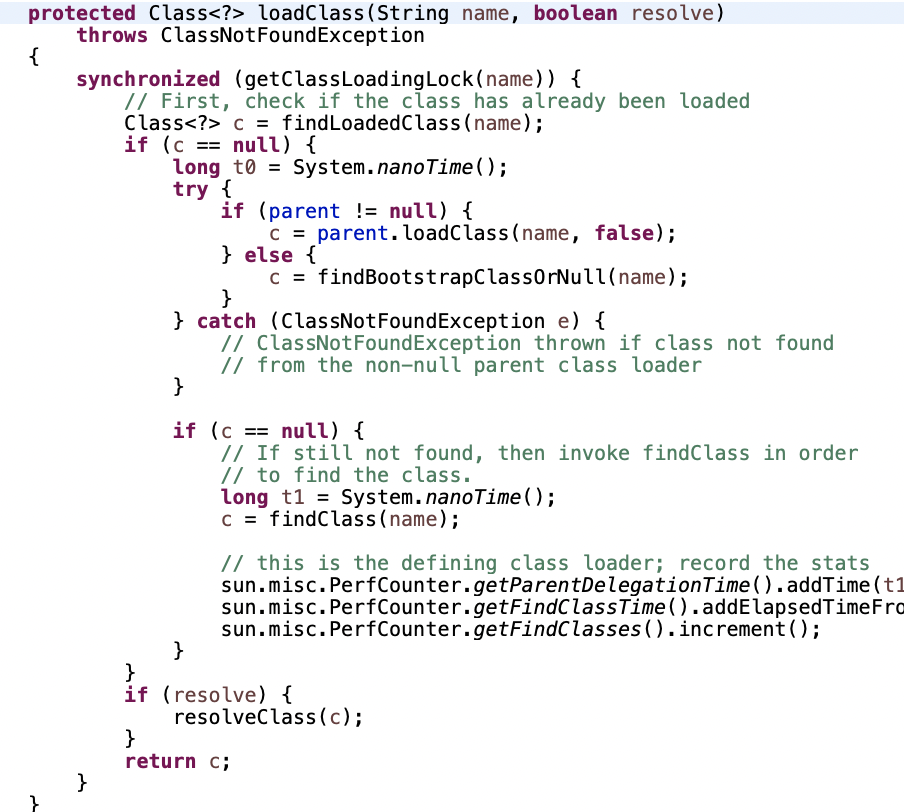 protected Class<?> loadClass(String name, boolean resolve)
    throws ClassNotFoundException
{
    synchronized (getClassLoadingLock(name)) {
        // First, check if the class has already been loaded
        Class<?> c = findLoadedClass(name);
        if (c == null) {
            long t0 = System.nanoTime();
            try {
                if (parent != null) {
                    c = parent.loadClass(name, false);
                } else {
                    c = findBootstrapClassOrNull(name);
                }
            } catch (ClassNotFoundException e) {
                // ClassNotFoundException thrown if class not found
                // from the non-null parent class loader
            }

            if (c == null) {
                // If still not found, then invoke findClass in order
                // to find the class.
                long t1 = System.nanoTime();
                c = findClass(name);

                // this is the defining class loader; record the stats
                sun.misc.PerfCounter.getParentDelegationTime().addTime(t1
                sun.misc.PerfCounter.getFindClassTime().addElapsedTimeFro
                sun.misc.PerfCounter.getFindClasses().increment();
            }
        }
        if (resolve) {
            resolveClass(c);
        }
        return c;
    }
}